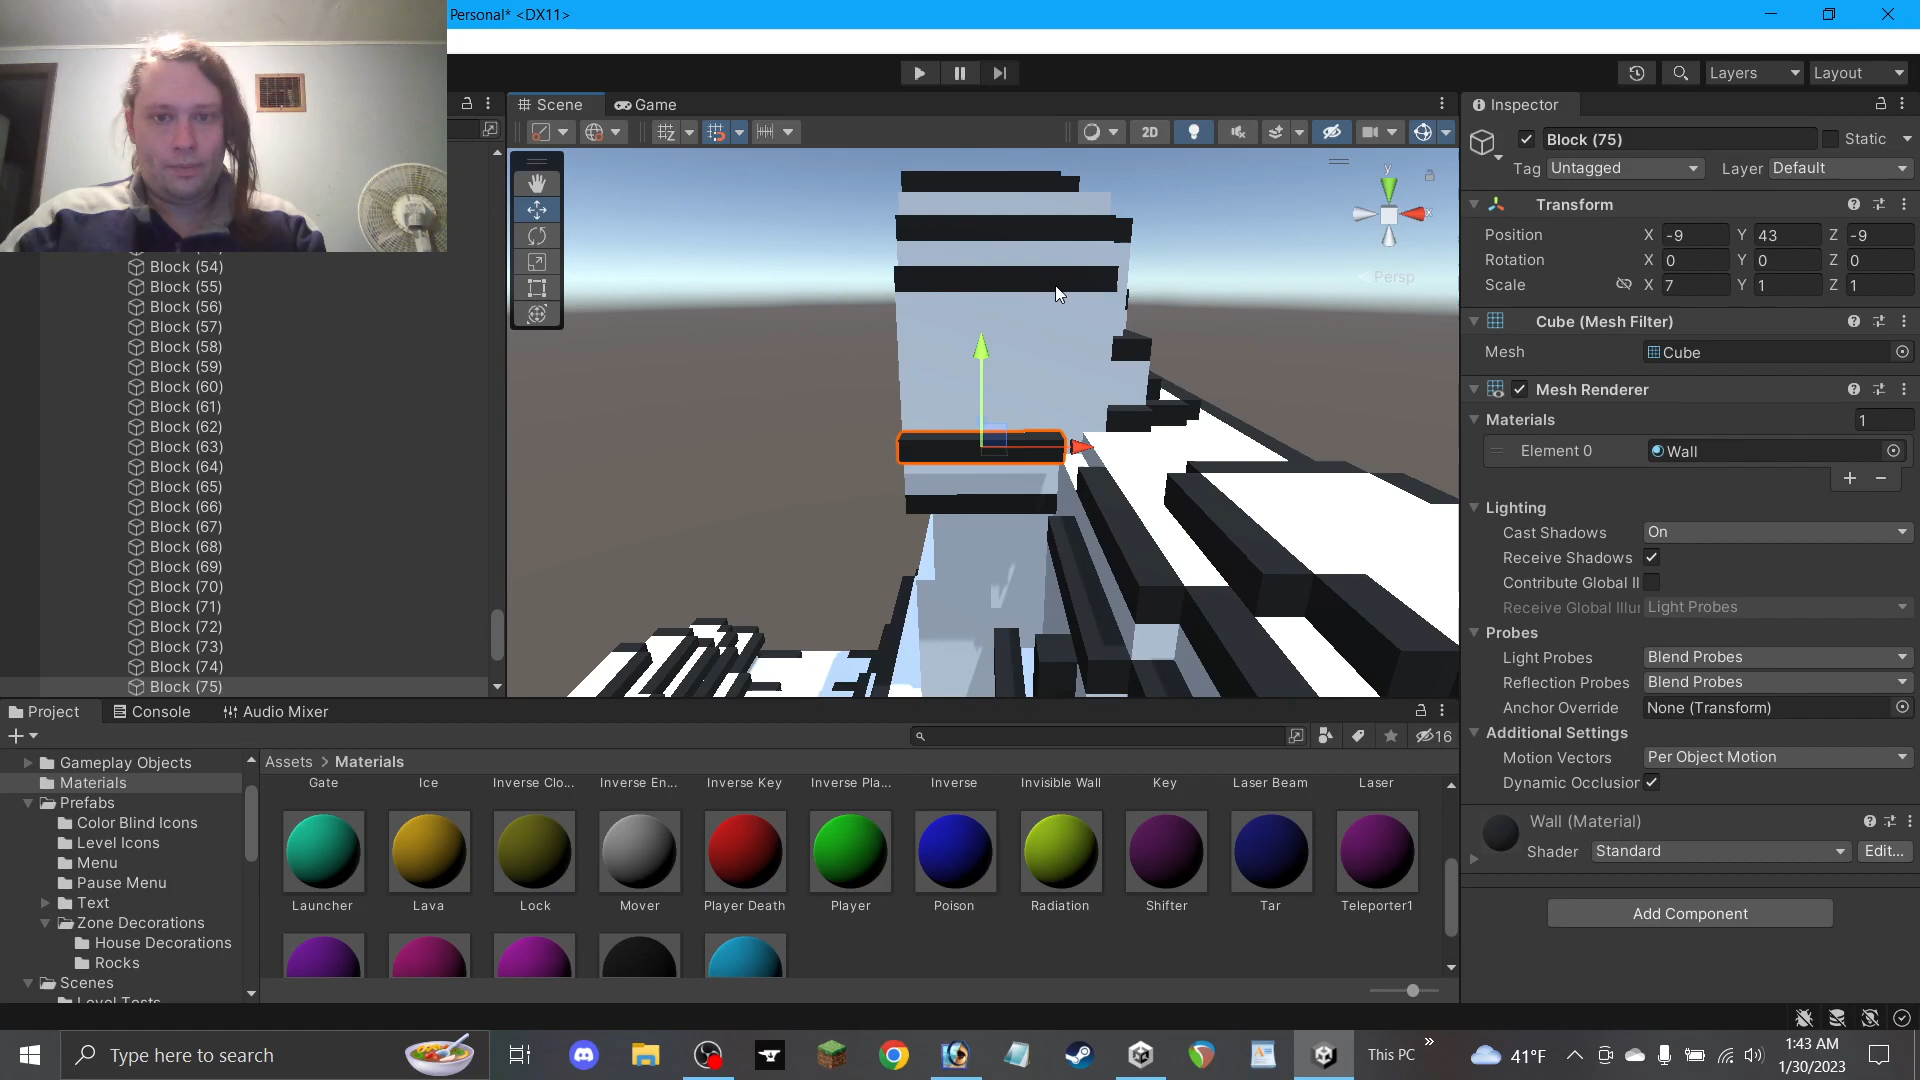 Personal* <DX11>
Layers
Layout
Scene
Game
Inspector
2D
Block (75)
Static
Tag
Untagged
Layer
Default
Transform
Position X -9 Y 43 Z -9
Rotation X 0 Y 0 Z 0
Scale X 7 Y 1 Z 1
Cube (Mesh Filter)
Mesh
Cube
Mesh Renderer
Materials
1
Element 0
Wall
Lighting
Cast Shadows
On
Receive Shadows
Contribute Global Il
Receive Global Illu
Light Probes
Probes
Light Probes
Blend Probes
Reflection Probes
Blend Probes
Anchor Override
None (Transform)
Additional Settings
Motion Vectors
Per Object Motion
Dynamic Occlusion
Wall (Material)
Shader
Standard
Edit...
Add Component
y
x
Persp
Block (54)
Block (55)
Block (56)
Block (57)
Block (58)
Block (59)
Block (60)
Block (61)
Block (62)
Block (63)
Block (64)
Block (65)
Block (66)
Block (67)
Block (68)
Block (69)
Block (70)
Block (71)
Block (72)
Block (73)
Block (74)
Block (75)
Project
Console
Audio Mixer
16
Gameplay Objects
Materials
Prefabs
Color Blind Icons
Level Icons
Menu
Pause Menu
Text
Zone Decorations
House Decorations
Rocks
Scenes
Level Tests
Assets > Materials
Gate
Ice
Inverse Clo...
Inverse En...
Inverse Key
Inverse Pla...
Inverse
Invisible Wall
Key
Laser Beam
Laser
Launcher
Lava
Lock
Mover
Player Death
Player
Poison
Radiation
Shifter
Tar
Teleporter1
Type here to search
This PC
41°F
1:43 AM
1/30/2023